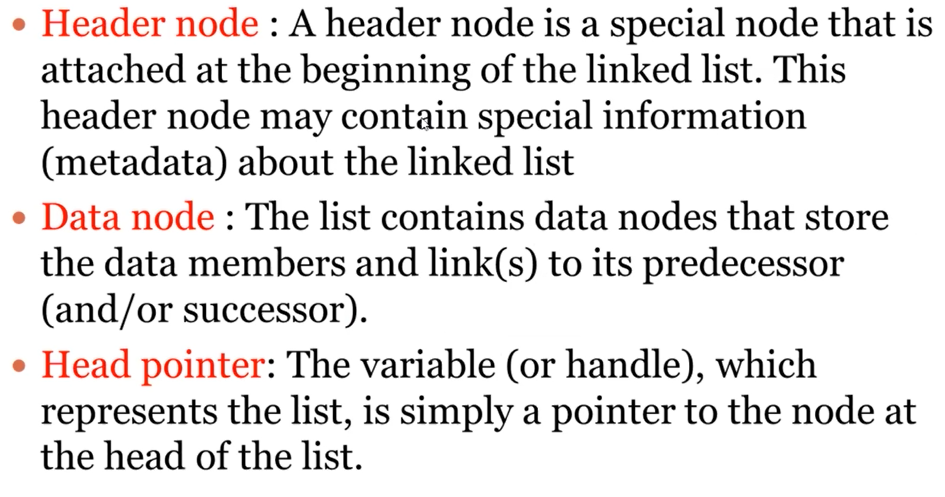 • Header node : A header node is a special node that is
attached at the beginning of the linked list. This
header node may contain special information
(metadata) about the linked list
• Data node : The list contains data nodes that store
the data members and link(s) to its predecessor
(and/or successor).
• Head pointer: The variable (or handle), which
represents the list, is simply a pointer to the node at
the head of the list.